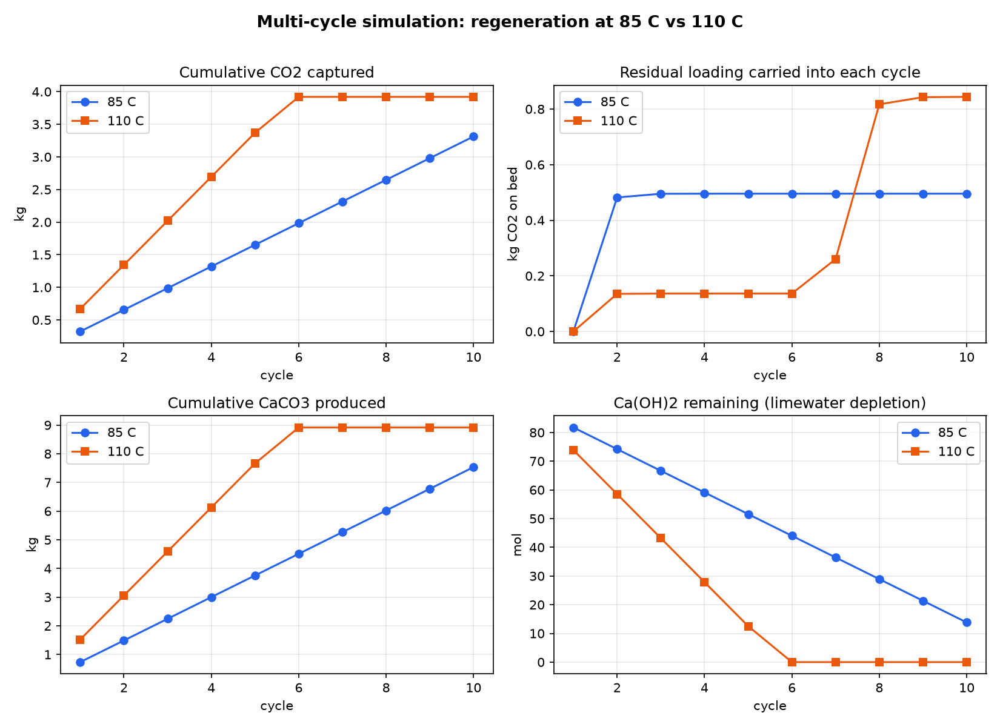 Multi-cycle simulation: regeneration at 85 C vs 110 C
Cumulative CO2 captured
4.0
3.5
3.0
2.5
2.0
1.5
1.0
0.5
kg
85 C
110 C
2 4 6 8 10
cycle
Residual loading carried into each cycle
0.8
0.6
0.4
0.2
0.0
kg CO2 on bed
85 C
110 C
2 4 6 8 10
cycle
Cumulative CaCO3 produced
9
8
7
6
5
4
3
2
1
kg
85 C
110 C
2 4 6 8 10
cycle
Ca(OH)2 remaining (limewater depletion)
80
70
60
50
40
30
20
10
0
mol
85 C
110 C
2 4 6 8 10
cycle